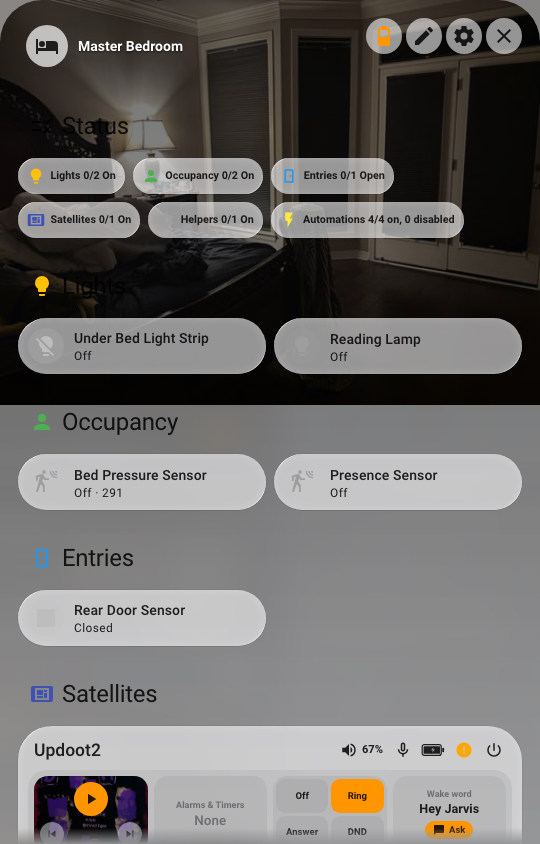 Master Bedroom
Status
Lights 0/2 On
Occupancy 0/2 On
Entries 0/1 Open
Satellites 0/1 On
Helpers 0/1 On
Automations 4/4 on, 0 disabled
Lights
Under Bed Light Strip
Off
Reading Lamp
Off
Occupancy
Bed Pressure Sensor
Off · 291
Presence Sensor
Off
Entries
Rear Door Sensor
Closed
Satellites
Updoot2
67%
Alarms & Timers
None
Off
Ring
Answer
DND
Wake word
Hey Jarvis
Ask